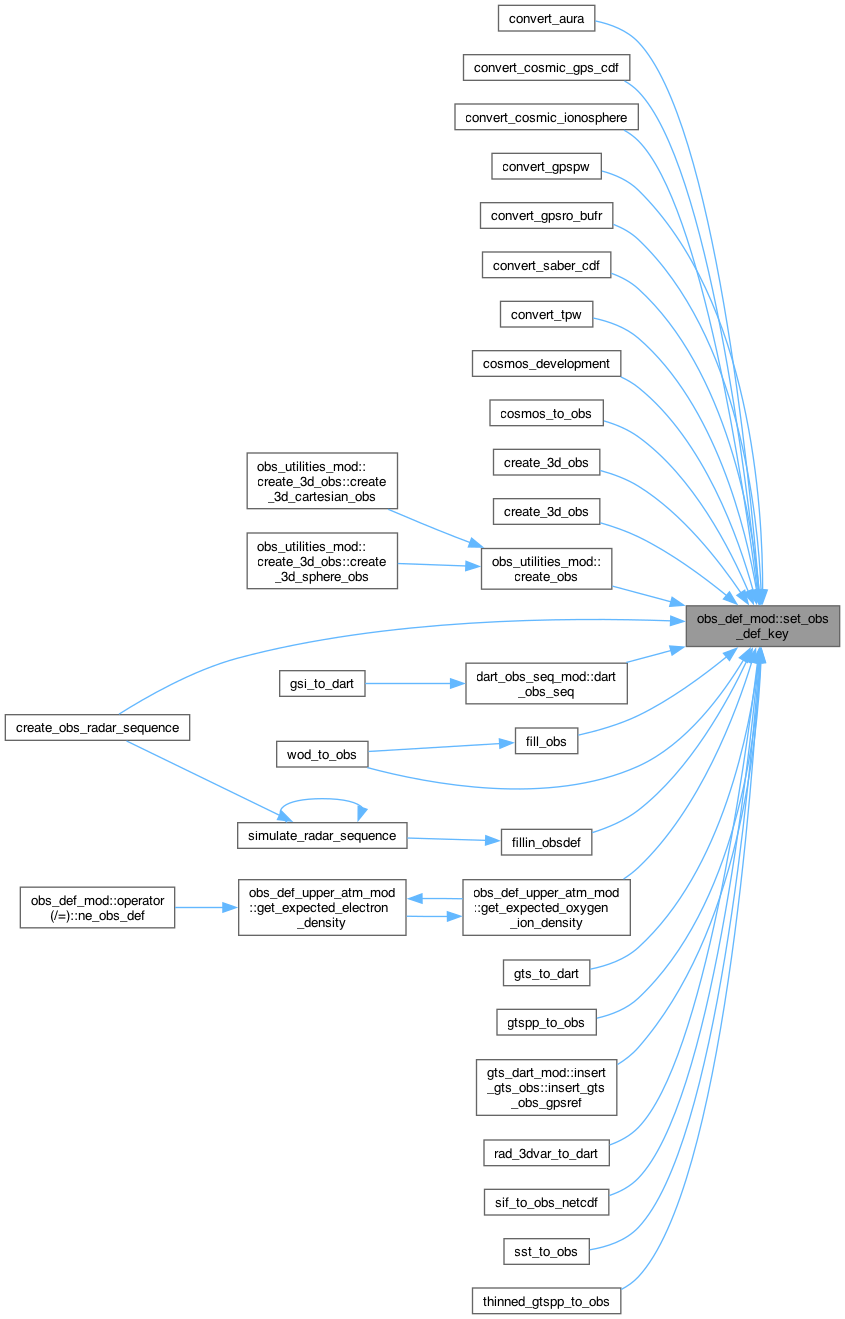 convert_aura
convert_cosmic_gps_cdf
convert_cosmic_ionosphere
convert_gpspw
convert_gpsro_bufr
convert_saber_cdf
convert_tpw
cosmos_development
cosmos_to_obs
create_3d_obs
create_3d_obs
obs_utilities_mod::
create_3d_obs::create
_3d_cartesian_obs
obs_utilities_mod::
create_3d_obs::create
_3d_sphere_obs
obs_utilities_mod::
create_obs
obs_def_mod::set_obs
_def_key
dart_obs_seq_mod::dart
_obs_seq
gsi_to_dart
create_obs_radar_sequence
fill_obs
wod_to_obs
simulate_radar_sequence
fillin_obsdef
obs_def_mod::operator
(/=)::ne_obs_def
obs_def_upper_atm_mod
::get_expected_electron
_density
obs_def_upper_atm_mod
::get_expected_oxygen
_ion_density
gts_to_dart
gtspp_to_obs
gts_dart_mod::insert
_gts_obs::insert_gts
_obs_gpsref
rad_3dvar_to_dart
sif_to_obs_netcdf
sst_to_obs
thinned_gtspp_to_obs